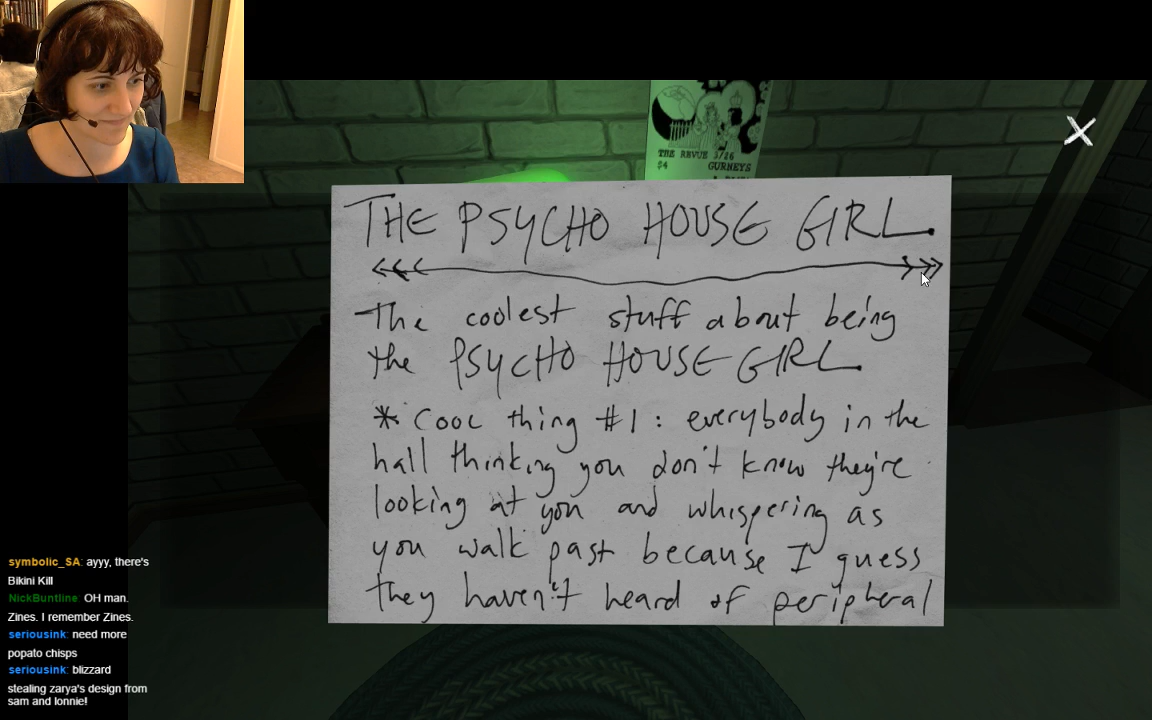 THE REVUE 3/26
$4 GURNEYS
THE PSYCHO HOUSE GIRL.
The coolest stuff about being
the PSYCHO HOUSE GIRL.
* Cool thing #1: everybody in the
hall thinking you don't know they're
looking at you and whispering as
you walk past because I guess
they haven't heard of peripheral
symbolic_SA: ayyy, there's
Bikini Kill
NickBuntline: OH man.
Zines. I remember Zines.
seriousink: need more
popato chisps
seriousink: blizzard
stealing zarya's design from
sam and lonnie!